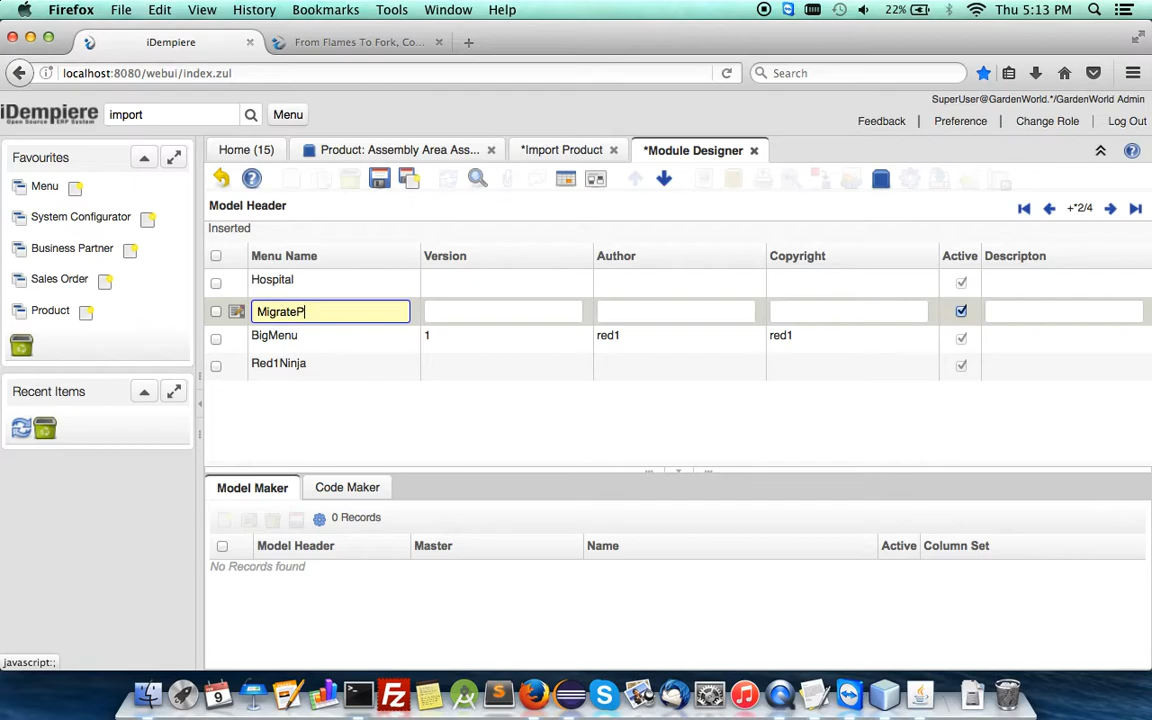 Firefox File Edit View History Bookmarks Tools Window Help 22% Thu 5:13 PM
iDempiere From Flames To Fork, Co...
localhost:8080/webui/index.zul Search
SuperUser@GardenWorld.*/GardenWorld Admin
iDempiere import Menu
Open Source ERP System
Feedback Preference Change Role Log Out
Favourites Home (15) Product: Assembly Area Ass... *Import Product *Module Designer
Menu
System Configurator
Business Partner
Sales Order
Product
Recent Items
Model Header +*2/4
Inserted
Menu Name Version Author Copyright Active Descripton
Hospital
MigrateP
BigMenu 1 red1 red1
Red1Ninja
Model Maker Code Maker
0 Records
Model Header Master Name Active Column Set
No Records found
javascript:;
9